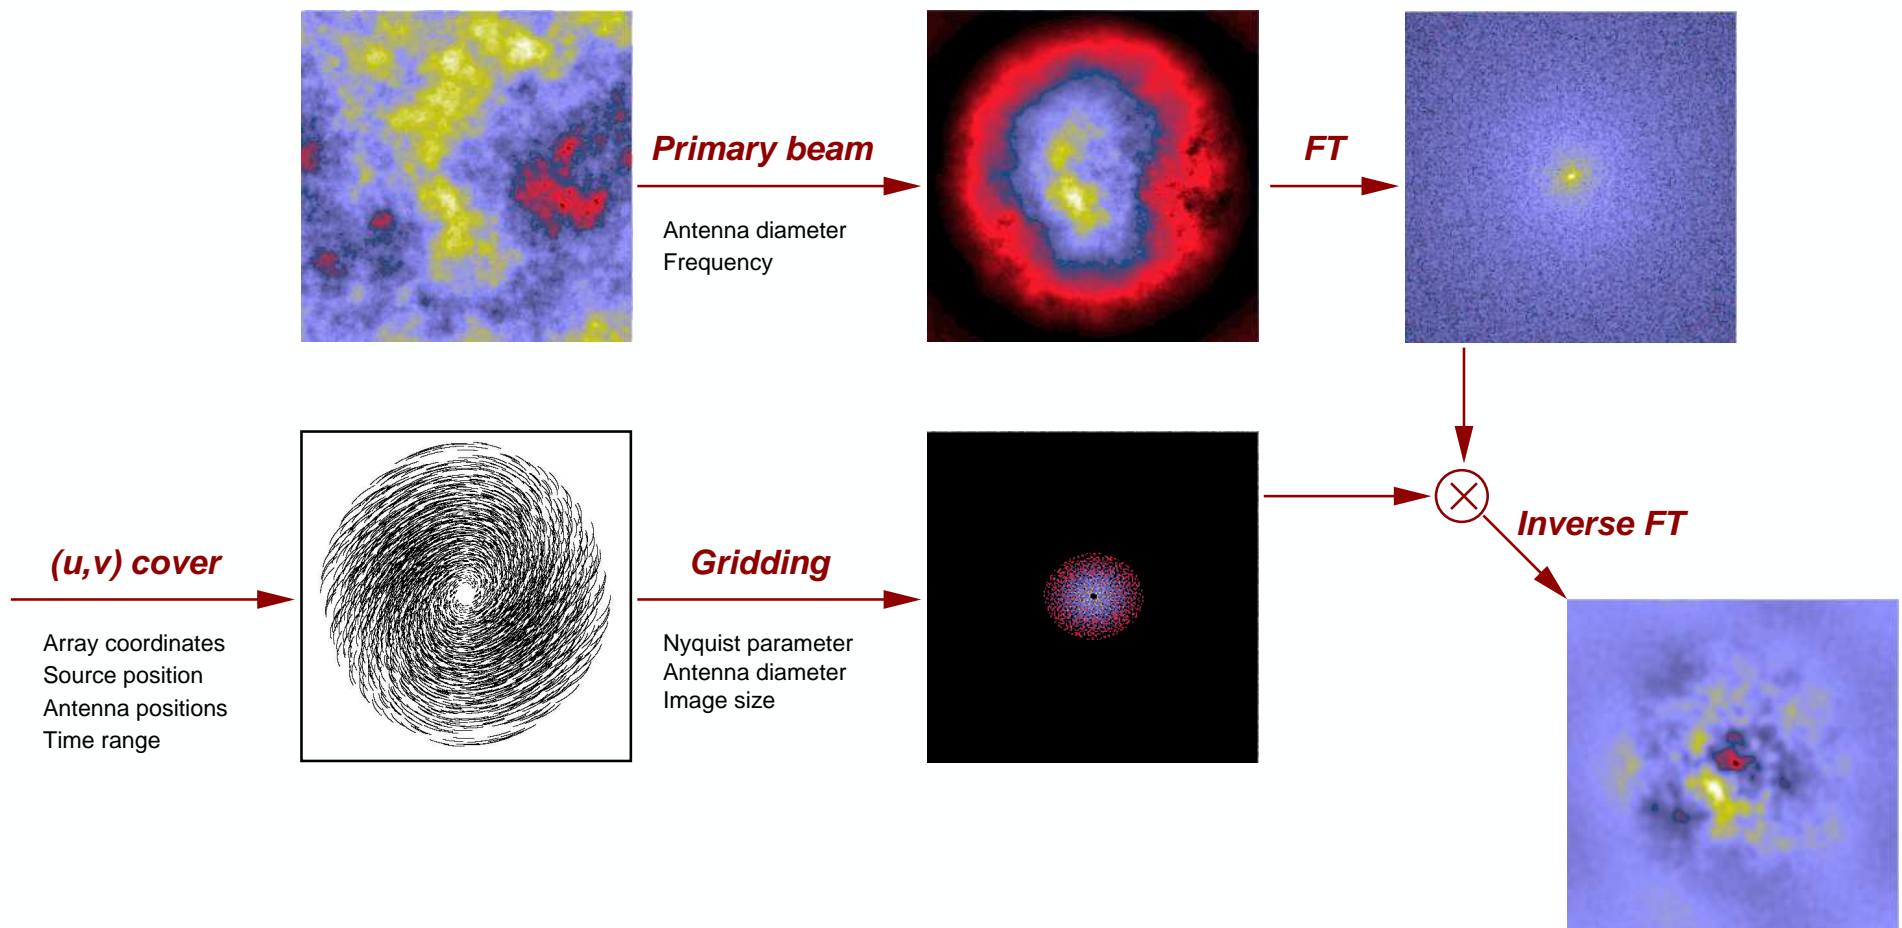 Primary beam
Antenna diameter
Frequency
FT
(u,v) cover
Array coordinates
Source position
Antenna positions
Time range
Gridding
Nyquist parameter
Antenna diameter
Image size
Inverse FT